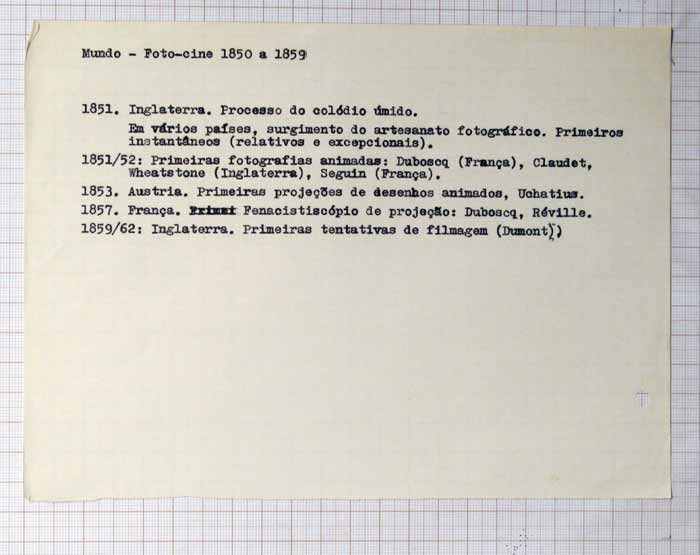 Mundo - Foto-cine 1850 a 1859
1851. Inglaterra. Processo do colódio úmido.
Em vários países, surgimento do artesanato fotográfico. Primeiros
instantâneos (relativos e excepcionais).
1851/52: Primeiras fotografias animadas: Duboscq (França), Claudet,
Wheatstone (Inglaterra), Seguin (França).
1853. Austria. Primeiras projeções de desenhos animados, Uchatius.
1857. França. Fenacistiscópio de projeção: Duboscq, Réville.
1859/62: Inglaterra. Primeiras tentativas de filmagem (Dumont)